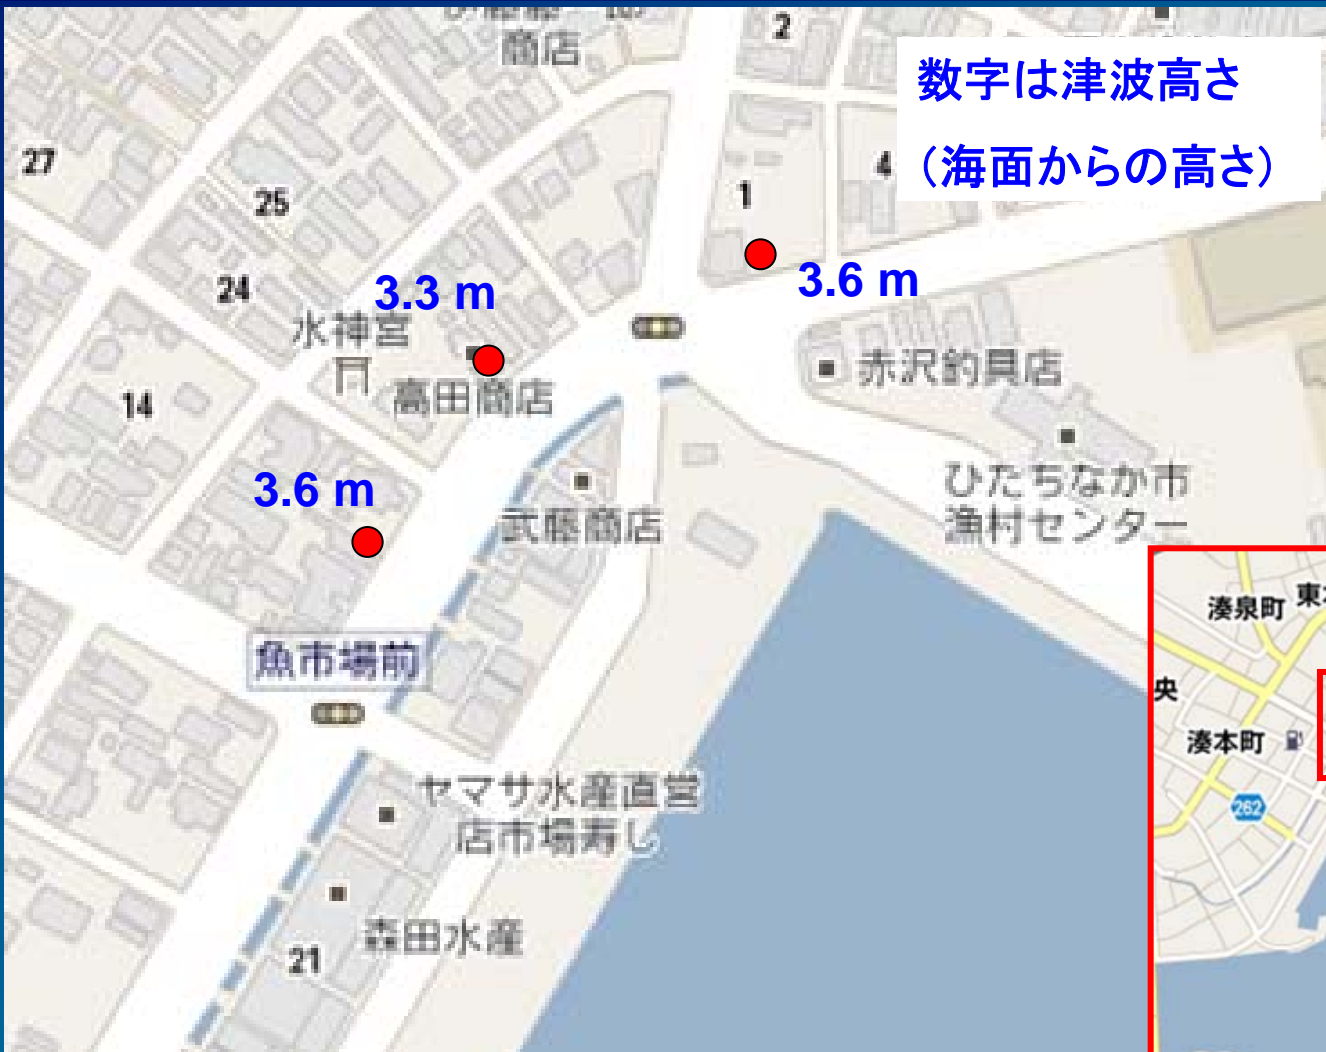 商店
2
数字は津波高さ
(海面からの高さ)
27
4
1
25
24
3.3 m
3.6 m
水神宮
赤沢釣具店
高田商店
14
ひたちなか市
漁村センター
3.6 m
武藤商店
湊泉町
東
魚市場前
央
湊本町
262
ヤマサ水産直営
店市場寿し
森田水産
21